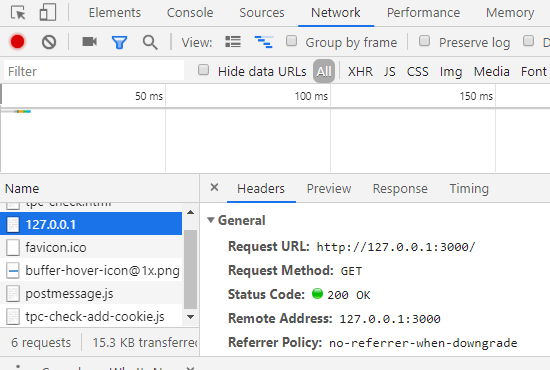 Elements Console Sources Network Performance Memory
View: Group by frame Preserve log
Filter Hide data URLs All XHR JS CSS Img Media Font
50 ms 100 ms 150 ms
Name × Headers Preview Response Timing
tpc-check.html
127.0.0.1
favicon.ico
buffer-hover-icon@1x.png
postmessage.js
tpc-check-add-cookie.js
6 requests 15.3 KB transferred
▼ General
Request URL: http://127.0.0.1:3000/
Request Method: GET
Status Code: 200 OK
Remote Address: 127.0.0.1:3000
Referrer Policy: no-referrer-when-downgrade